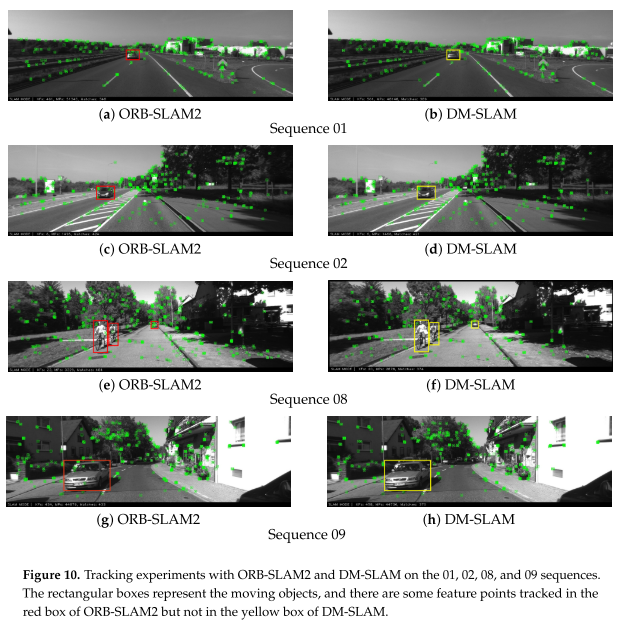 (a) ORB-SLAM2 (b) DM-SLAM
Sequence 01
(c) ORB-SLAM2 (d) DM-SLAM
Sequence 02
(e) ORB-SLAM2 (f) DM-SLAM
Sequence 08
(g) ORB-SLAM2 (h) DM-SLAM
Sequence 09
Figure 10. Tracking experiments with ORB-SLAM2 and DM-SLAM on the 01, 02, 08, and 09 sequences.
The rectangular boxes represent the moving objects, and there are some feature points tracked in the
red box of ORB-SLAM2 but not in the yellow box of DM-SLAM.